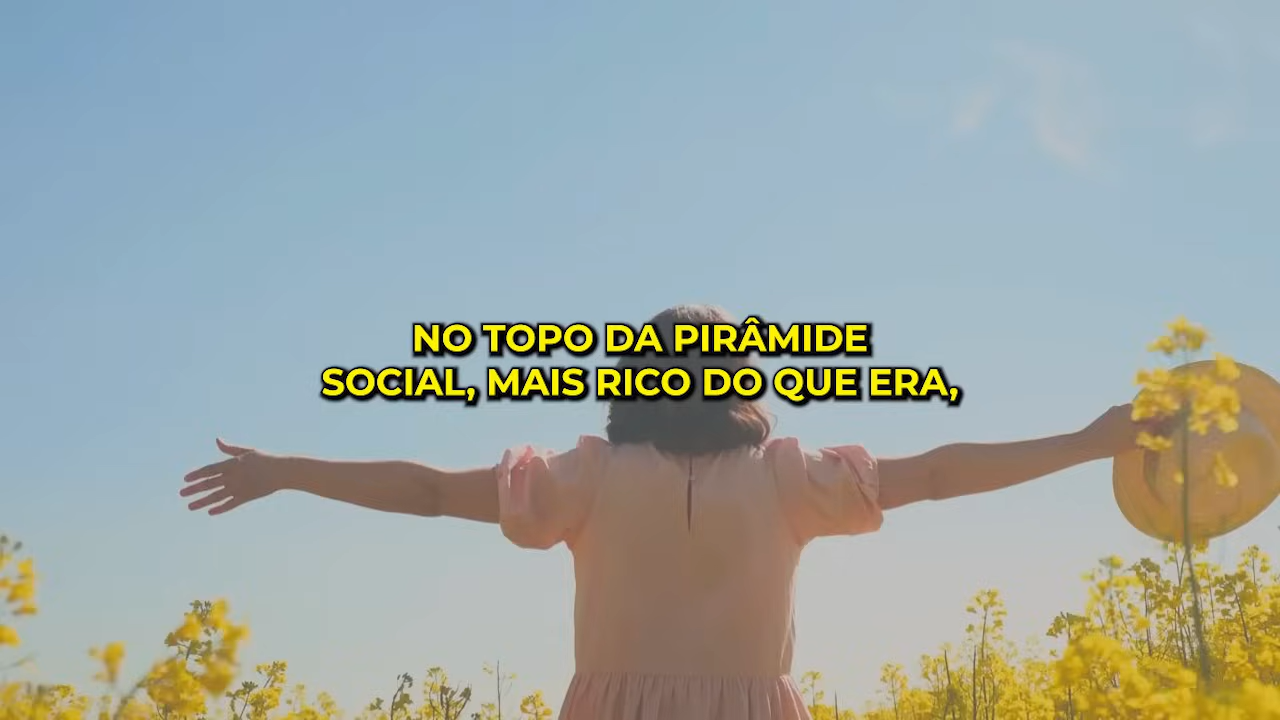 NO TOPO DA PIRÂMIDE
SOCIAL, MAIS RICO DO QUE ERA,